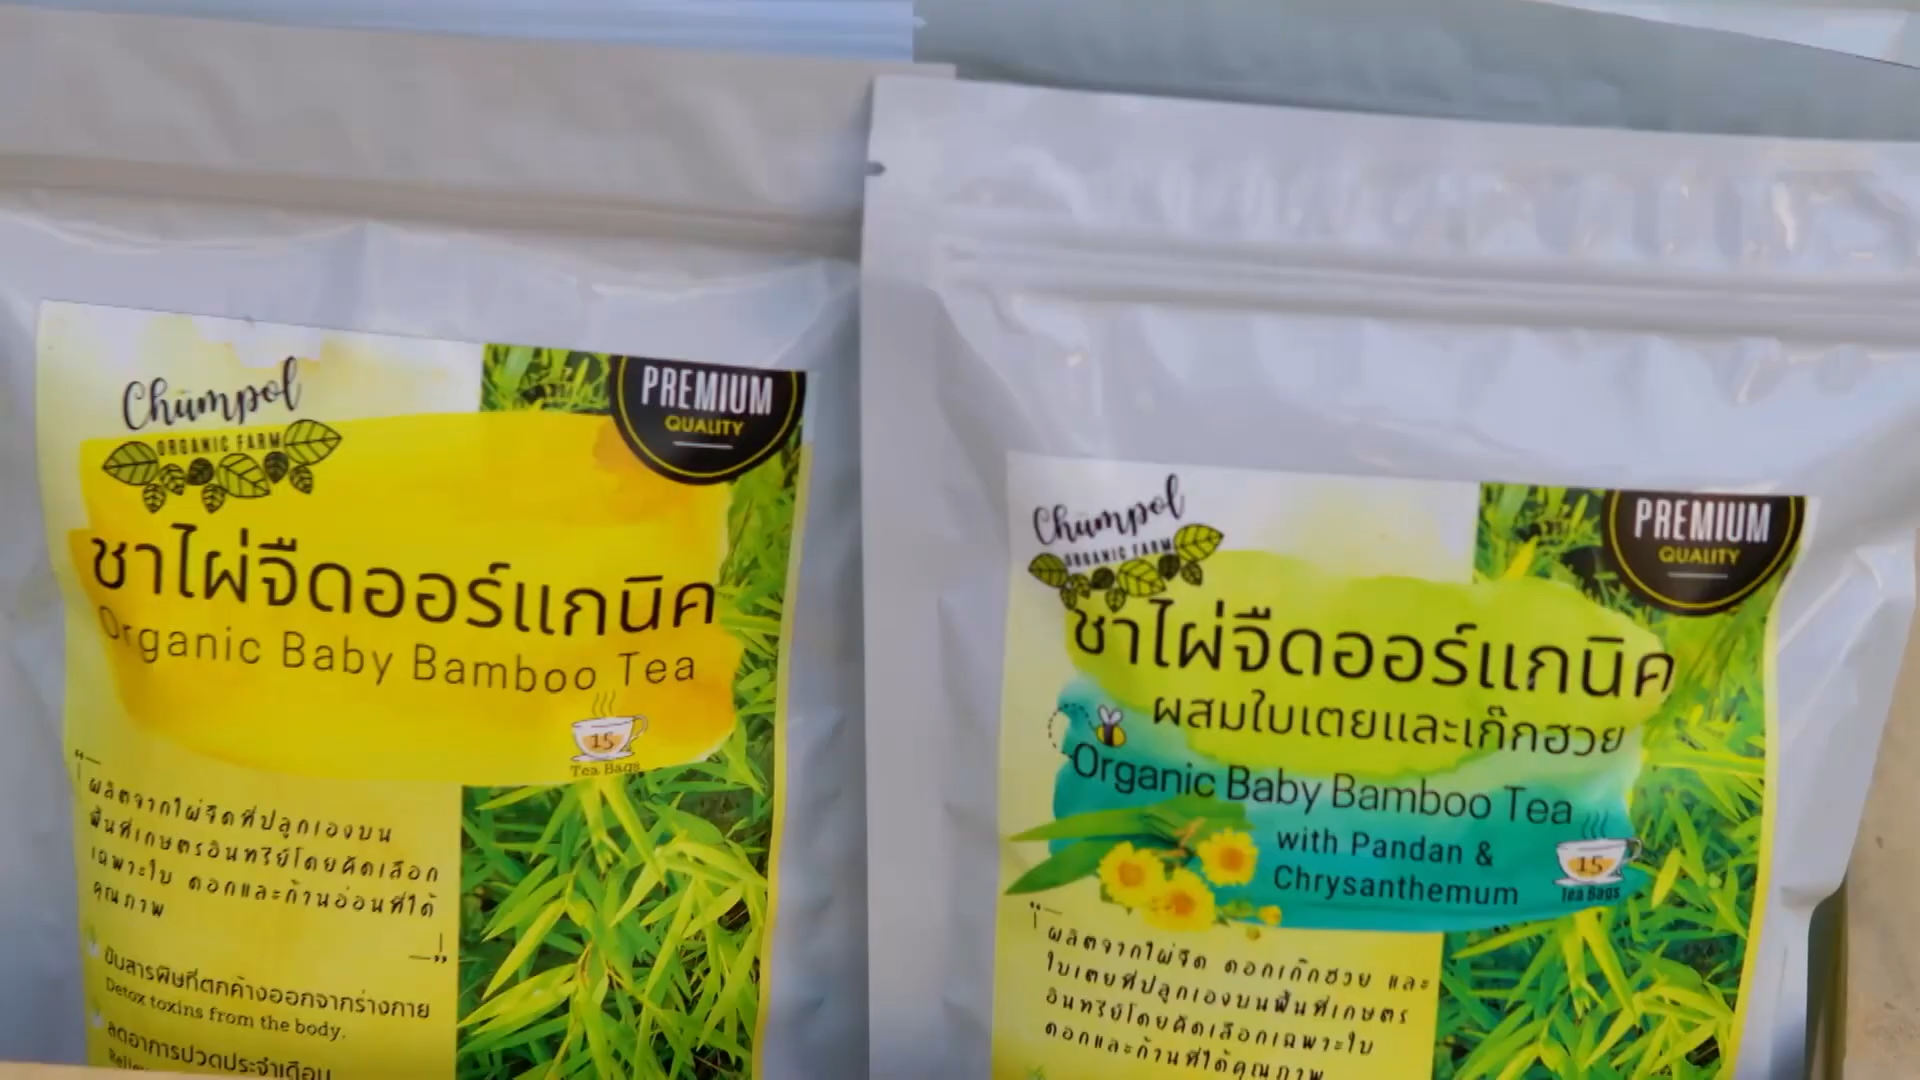 Chumpol
ORGANIC FARM
PREMIUM
QUALITY
ชาไผ่จืดออร์แกนิค
Organic Baby Bamboo Tea
15
Tea Bags
ผลิตจากไผ่จืดที่ปลูกเองบน
พื้นที่เกษตรอินทรีย์โดยคัดเลือก
เฉพาะใบ ดอกและก้านอ่อนที่ได้
คุณภาพ
ขับสารพิษที่ตกค้างออกจากร่างกาย
Detox toxins from the body.
ลดอาการปวดประจำเดือน
Chumpol
ORGANIC FARM
PREMIUM
QUALITY
ชาไผ่จืดออร์แกนิค
ผสมใบเตยและเก๊กฮวย
Organic Baby Bamboo Tea
with Pandan &
Chrysanthemum
15
Tea Bags
ผลิตจากไผ่จืด ดอกเก๊กฮวย และ
ใบเตยที่ปลูกเองบนพื้นที่เกษตร
อินทรีย์โดยคัดเลือกเฉพาะใบ
ดอกและก้านที่ได้คุณภาพ